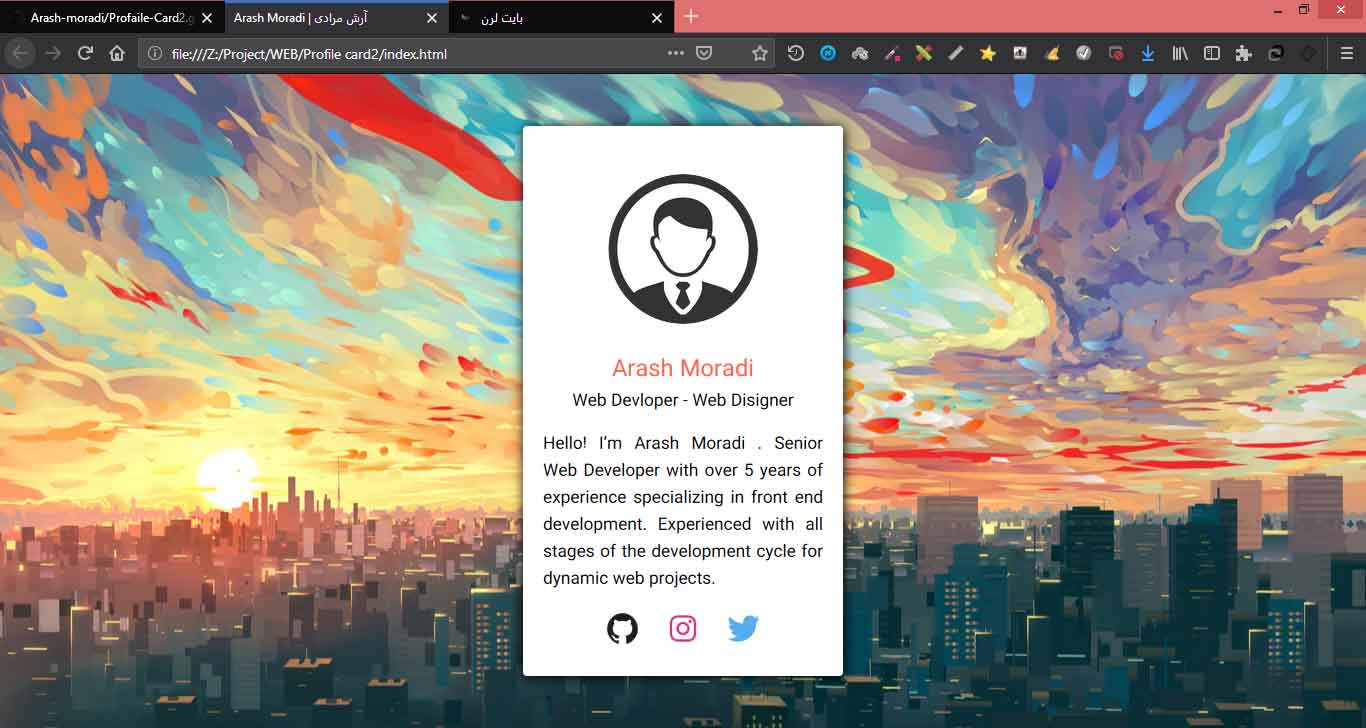 Arash-moradi/Profaile-Card2.g
Arash Moradi | آرش مرادی
بایت لرن
file:///Z:/Project/WEB/Profile card2/index.html
Arash Moradi
Web Devloper - Web Disigner
Hello! I’m Arash Moradi . Senior
Web Developer with over 5 years of
experience specializing in front end
development. Experienced with all
stages of the development cycle for
dynamic web projects.